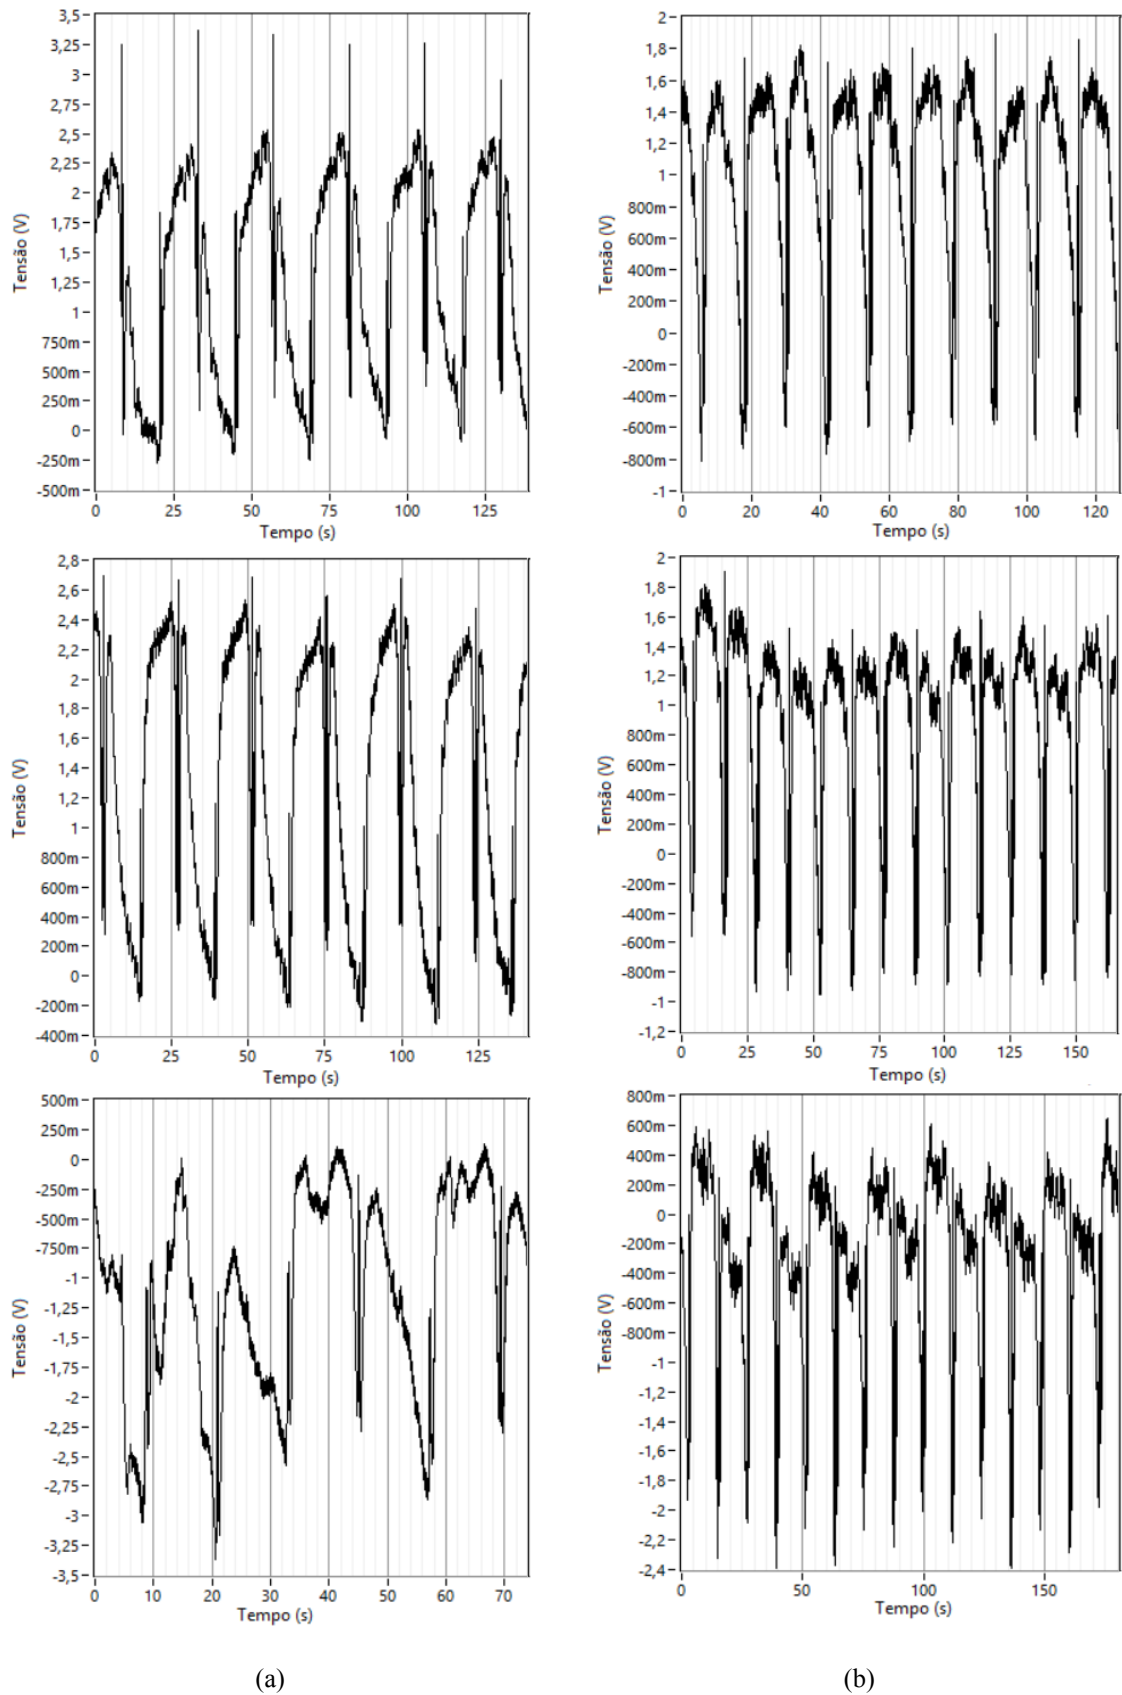 3,5
3,25
3
2,75
2,5
2,25
2
1,75
1,5
1,25
1
750m
500m
250m
0
-250m
-500m
Tensão (V)
0 25 50 75 100 125
Tempo (s)
2
1,8
1,6
1,4
1,2
1
800m
600m
400m
200m
0
-200m
-400m
-600m
-800m
-1
Tensão (V)
0 20 40 60 80 100 120
Tempo (s)
2,8
2,6
2,4
2,2
2
1,8
1,6
1,4
1,2
1
800m
600m
400m
200m
0
-200m
-400m
Tensão (V)
0 25 50 75 100 125
Tempo (s)
2
1,8
1,6
1,4
1,2
1
800m
600m
400m
200m
0
-200m
-400m
-600m
-800m
-1
-1,2
Tensão (V)
0 25 50 75 100 125 150
Tempo (s)
500m
250m
0
-250m
-500m
-750m
-1
-1,25
-1,5
-1,75
-2
-2,25
-2,5
-2,75
-3
-3,25
-3,5
Tensão (V)
0 10 20 30 40 50 60 70
Tempo (s)
800m
600m
400m
200m
0
-200m
-400m
-600m
-800m
-1
-1,2
-1,4
-1,6
-1,8
-2
-2,2
-2,4
Tensão (V)
0 50 100 150
Tempo (s)
(a) (b)